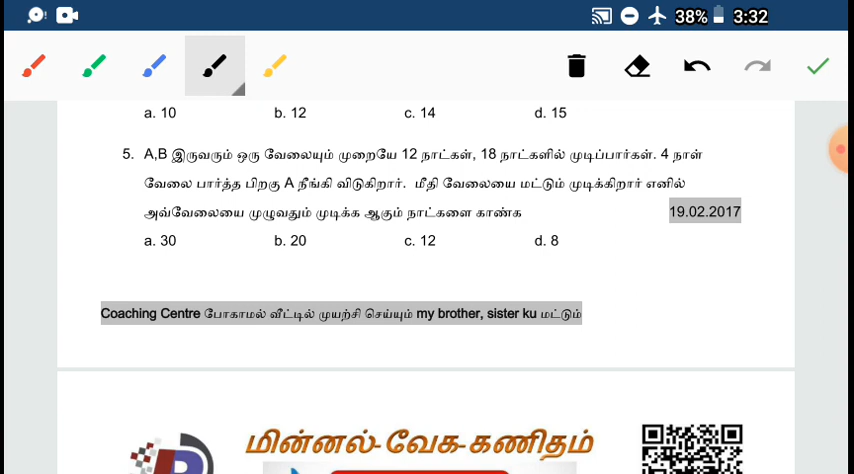 38% 3:32
a. 10 b. 12 c. 14 d. 15
5. A,B இருவரும் ஒரு வேலையும் முறையே 12 நாட்கள், 18 நாட்களில் முடிப்பார்கள். 4 நாள்
வேலை பார்த்த பிறகு A நீங்கி விடுகிறார். மீதி வேலையை மட்டும் முடிக்கிறார் எனில்
அவ்வேலையை முழுவதும் முடிக்க ஆகும் நாட்களை காண்க 19.02.2017
a. 30 b. 20 c. 12 d. 8
Coaching Centre போகாமல் வீட்டில் முயற்சி செய்யும் my brother, sister ku மட்டும்
மின்னல்-வேக-கணிதம்